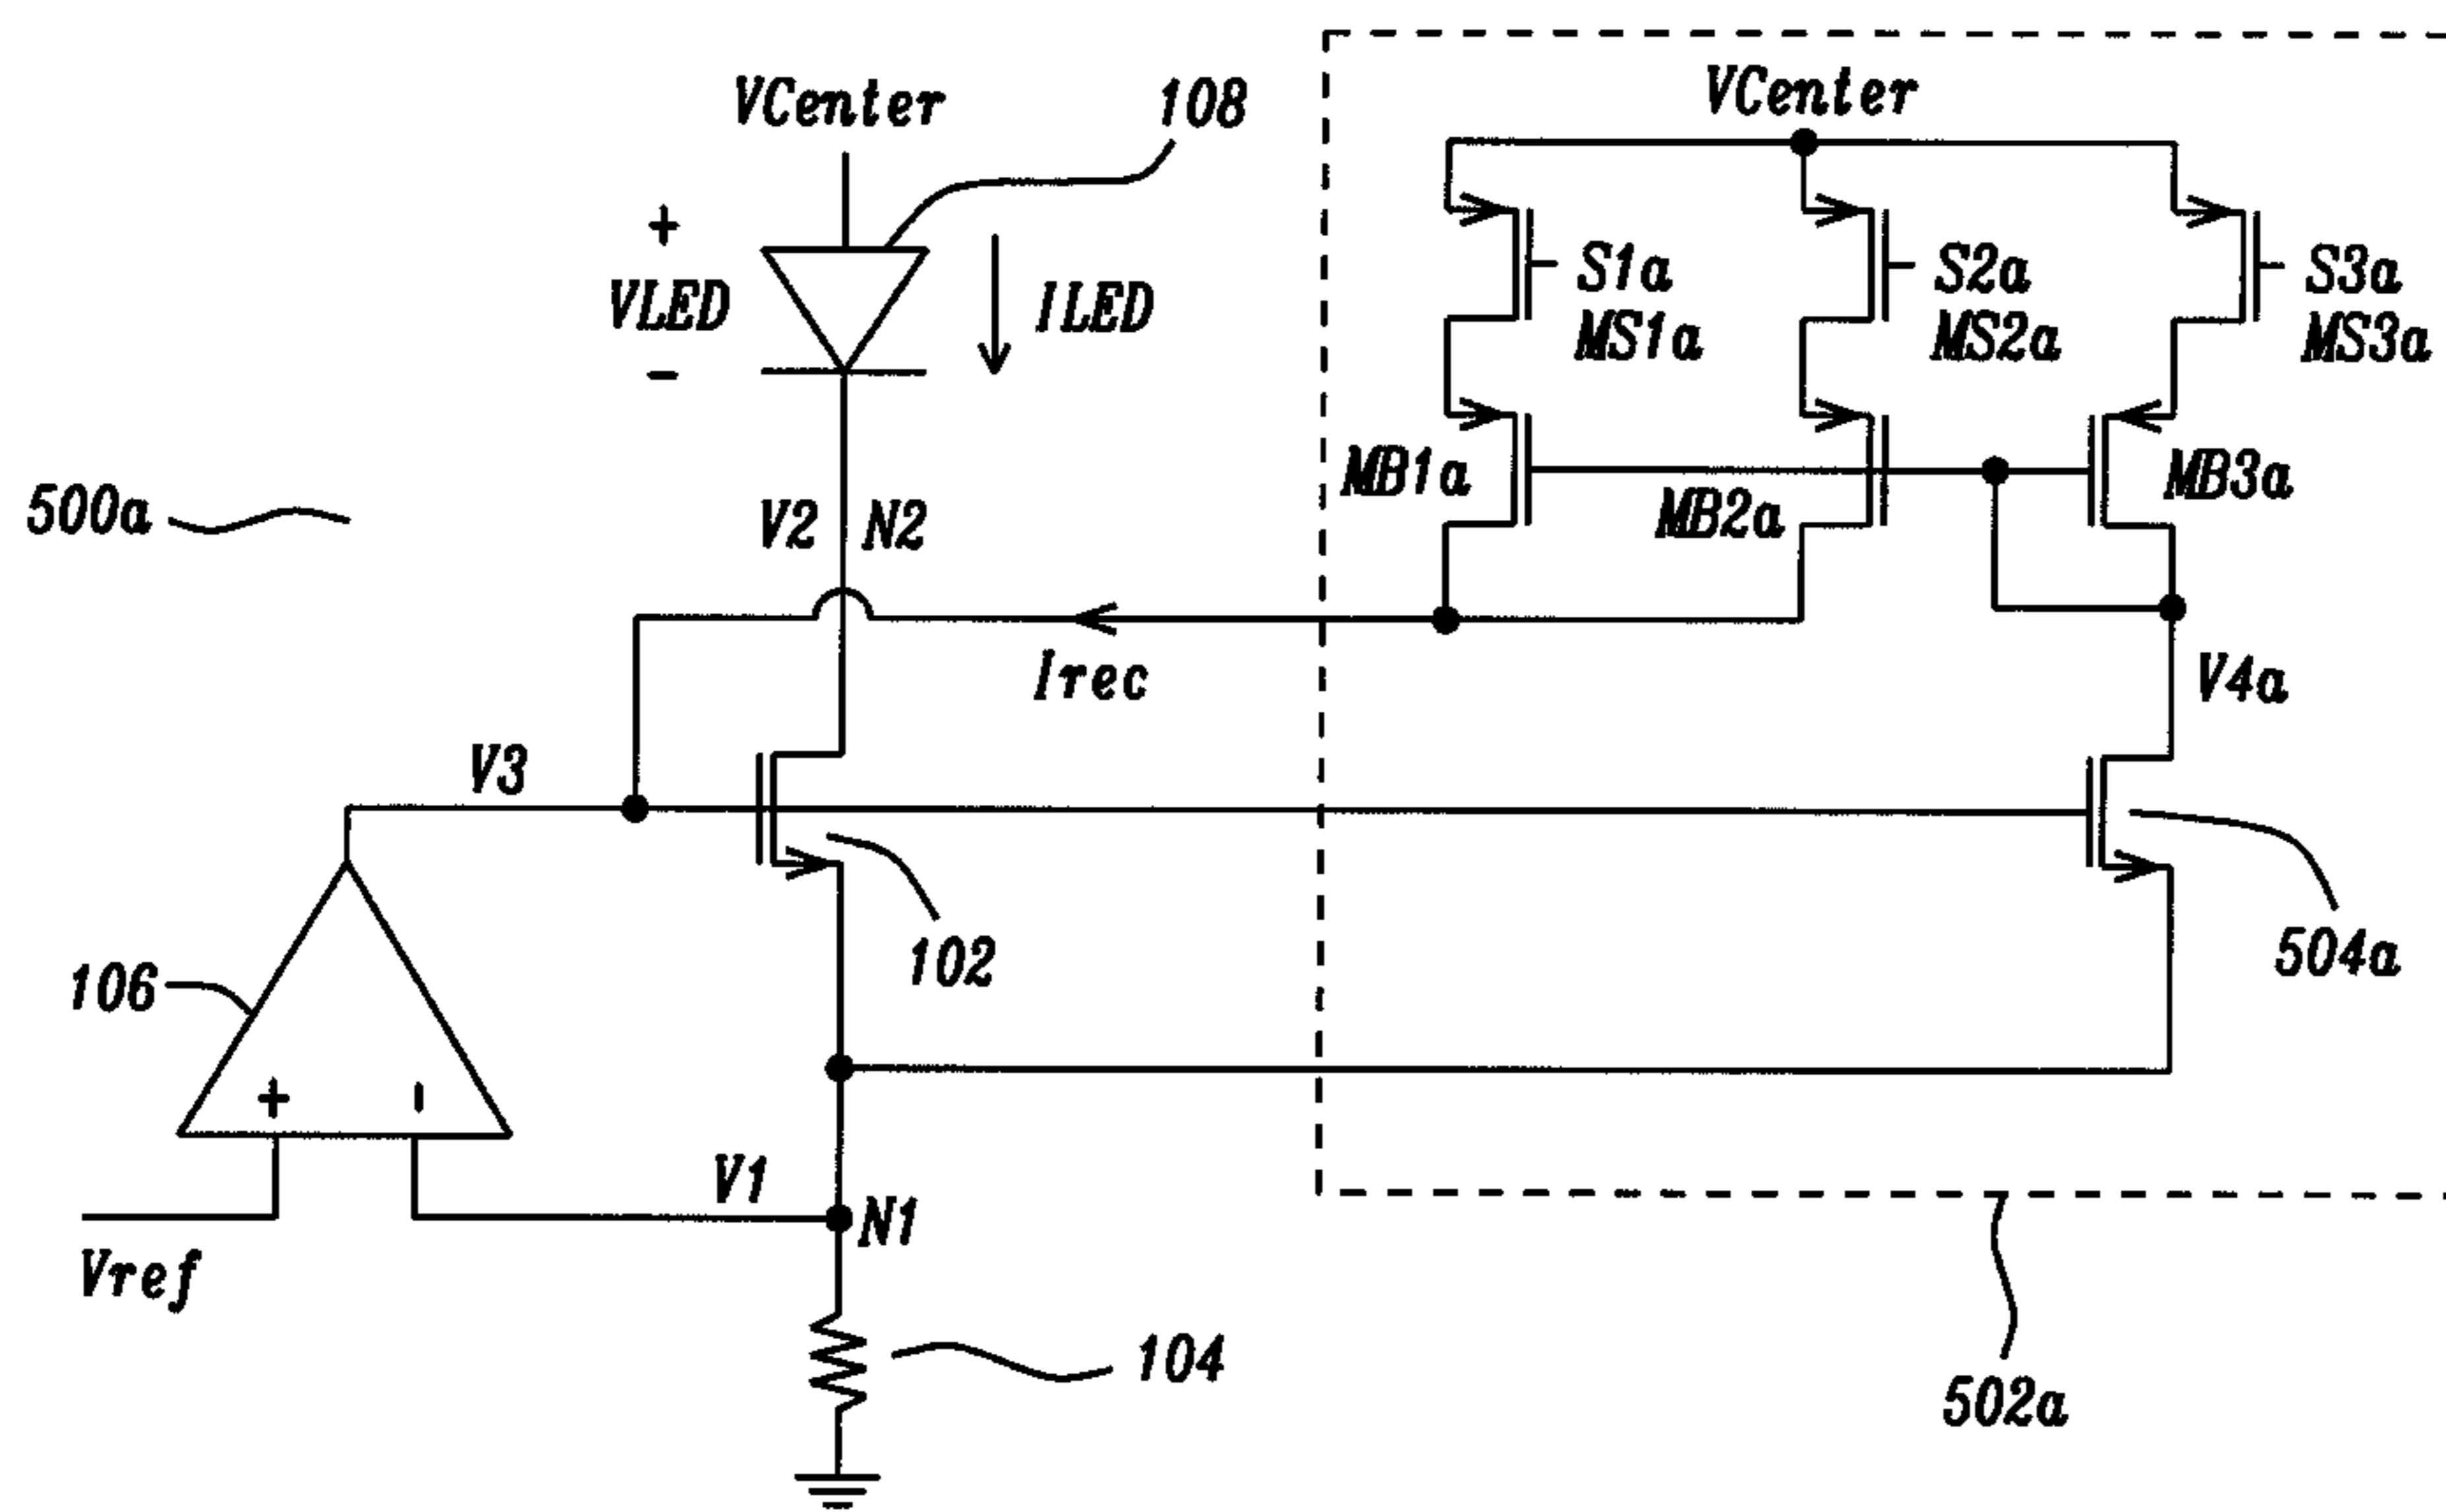 VCenter
108
VCenter
+
VLED
-
ILED
S1a
MS1a
S2a
MS2a
S3a
MS3a
500a
V2
N2
MB1a
MB2a
MB3a
Irec
V4a
V3
102
504a
106
+
-
V1
N1
Vref
104
502a